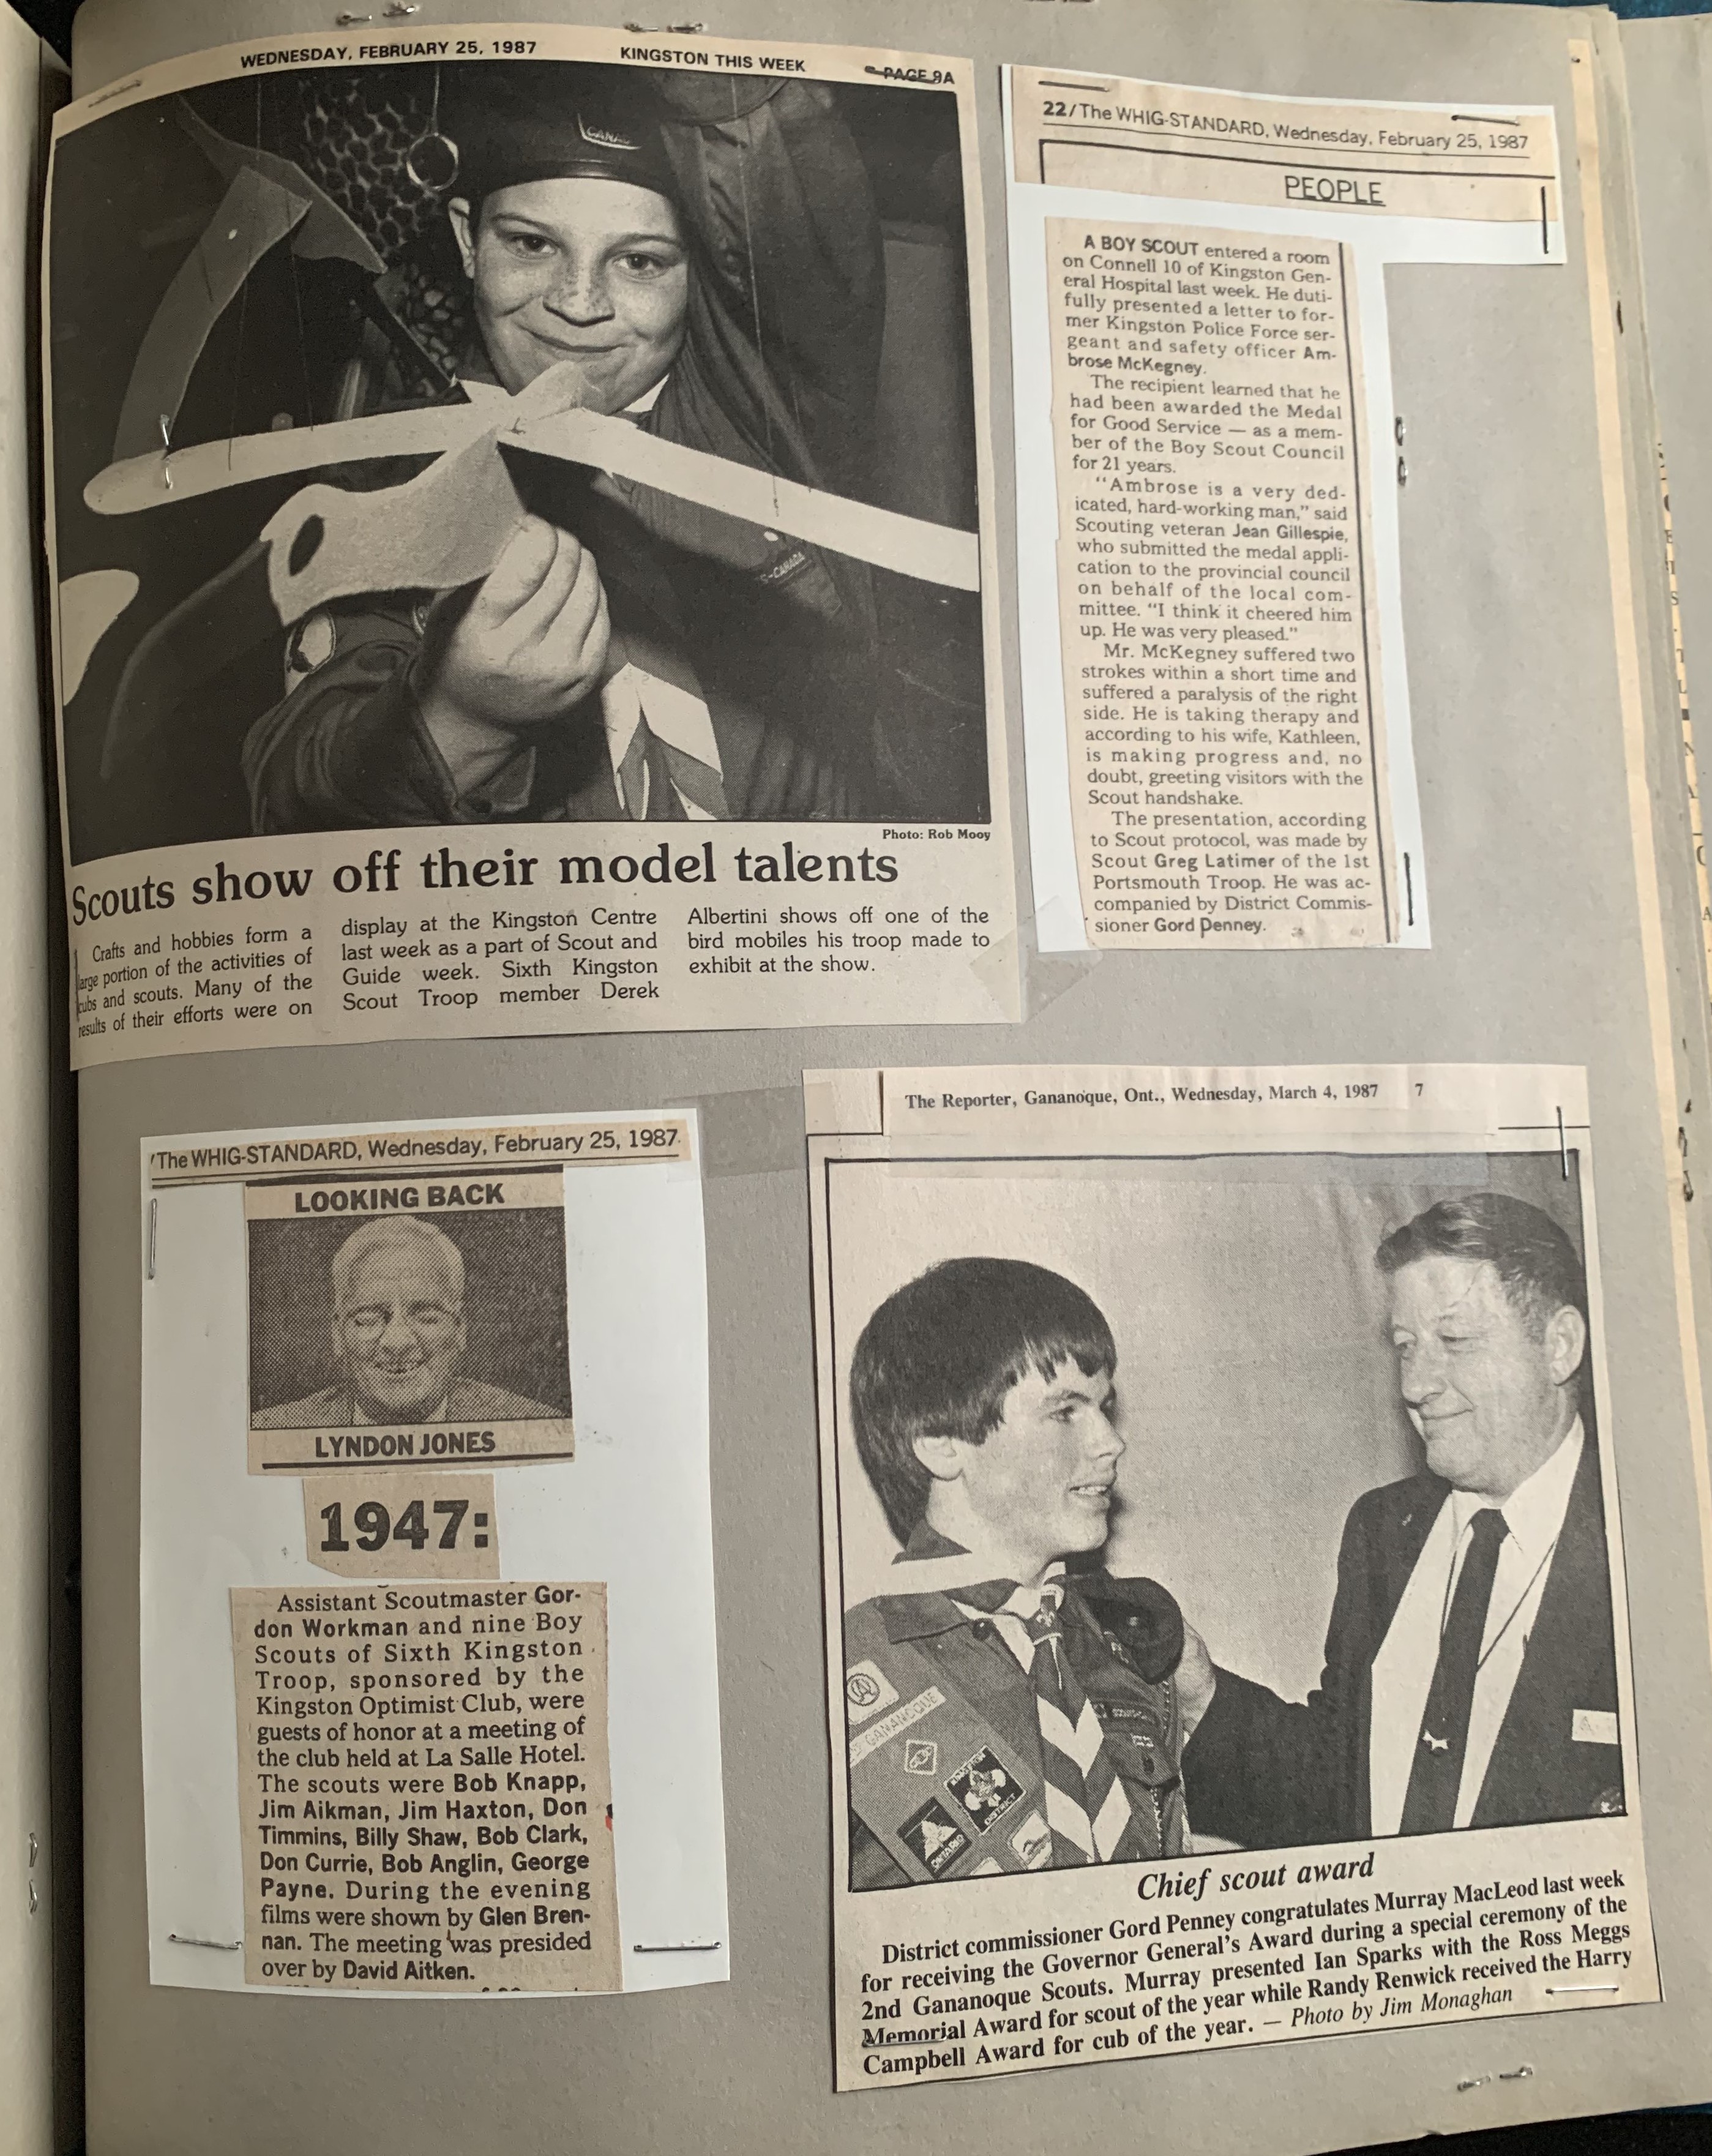 WEDNESDAY, FEBRUARY 25, 1987 KINGSTON THIS WEEK PAGE 9A
CANAD
S-CANADA
Photo: Rob Mooy
Scouts show off their model talents
Crafts and hobbies form a
large portion of the activities of
cubs and scouts. Many of the
results of their efforts were on
display at the Kingston Centre
last week as a part of Scout and
Guide week. Sixth Kingston
Scout Troop member Derek
Albertini shows off one of the
bird mobiles his troop made to
exhibit at the show.
22/The WHIG-STANDARD, Wednesday, February 25, 1987
PEOPLE
A BOY SCOUT entered a room
on Connell 10 of Kingston Gen-
eral Hospital last week. He duti-
fully presented a letter to for-
mer Kingston Police Force ser-
geant and safety officer Am-
brose McKegney.
The recipient learned that he
had been awarded the Medal
for Good Service — as a mem-
ber of the Boy Scout Council
for 21 years.
"Ambrose is a very ded-
icated, hard-working man," said
Scouting veteran Jean Gillespie,
who submitted the medal appli-
cation to the provincial council
on behalf of the local com-
mittee. "I think it cheered him
up. He was very pleased."
Mr. McKegney suffered two
strokes within a short time and
suffered a paralysis of the right
side. He is taking therapy and
according to his wife, Kathleen,
is making progress and, no
doubt, greeting visitors with the
Scout handshake.
The presentation, according
to Scout protocol, was made by
Scout Greg Latimer of the 1st
Portsmouth Troop. He was ac-
companied by District Commis-
sioner Gord Penney.
The WHIG-STANDARD, Wednesday, February 25, 1987
LOOKING BACK
LYNDON JONES
1947:
Assistant Scoutmaster Gor-
don Workman and nine Boy
Scouts of Sixth Kingston
Troop, sponsored by the
Kingston Optimist Club, were
guests of honor at a meeting of
the club held at La Salle Hotel.
The scouts were Bob Knapp,
Jim Aikman, Jim Haxton, Don
Timmins, Billy Shaw, Bob Clark,
Don Currie, Bob Anglin, George
Payne. During the evening
films were shown by Glen Bren-
nan. The meeting was presided
over by David Aitken.
The Reporter, Gananoque, Ont., Wednesday, March 4, 1987 7
GANANOQUE
KINGSTON
DISTRICT
ONTARIO
Chief scout award
District commissioner Gord Penney congratulates Murray MacLeod last week
for receiving the Governor General's Award during a special ceremony of the
2nd Gananoque Scouts. Murray presented Ian Sparks with the Ross Meggs
Memorial Award for scout of the year while Randy Renwick received the Harry
Campbell Award for cub of the year. — Photo by Jim Monaghan